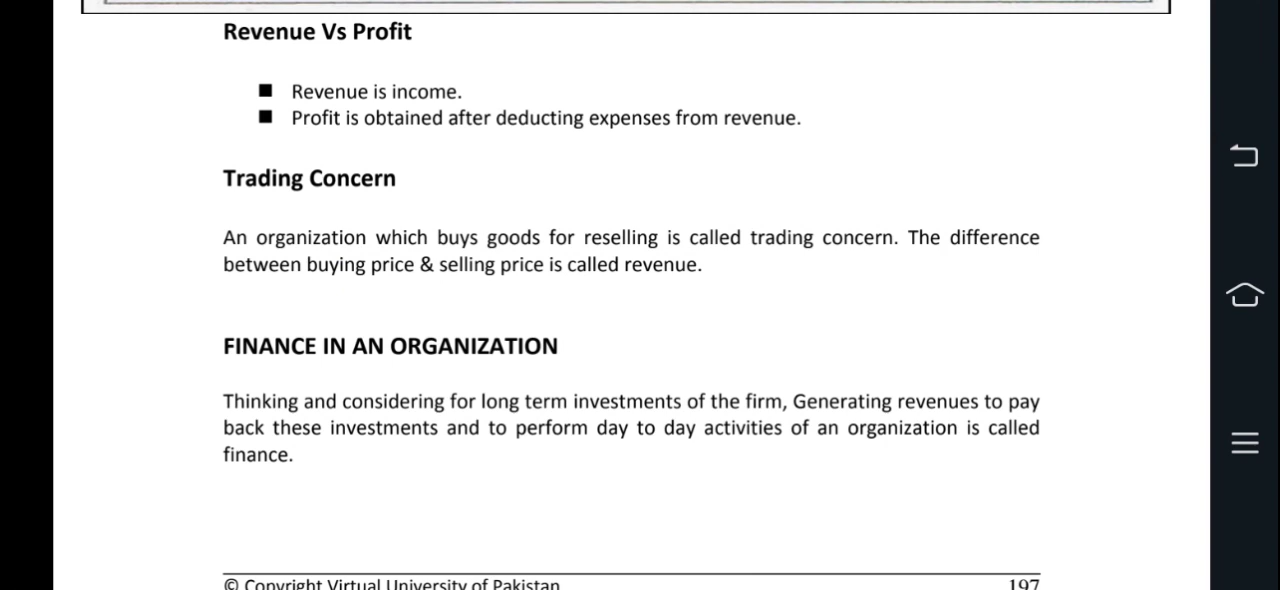 Revenue Vs Profit
■ Revenue is income.
■ Profit is obtained after deducting expenses from revenue.
Trading Concern
An organization which buys goods for reselling is called trading concern. The difference
between buying price & selling price is called revenue.
FINANCE IN AN ORGANIZATION
Thinking and considering for long term investments of the firm, Generating revenues to pay
back these investments and to perform day to day activities of an organization is called
finance.
© Copyright Virtual University of Pakistan 197